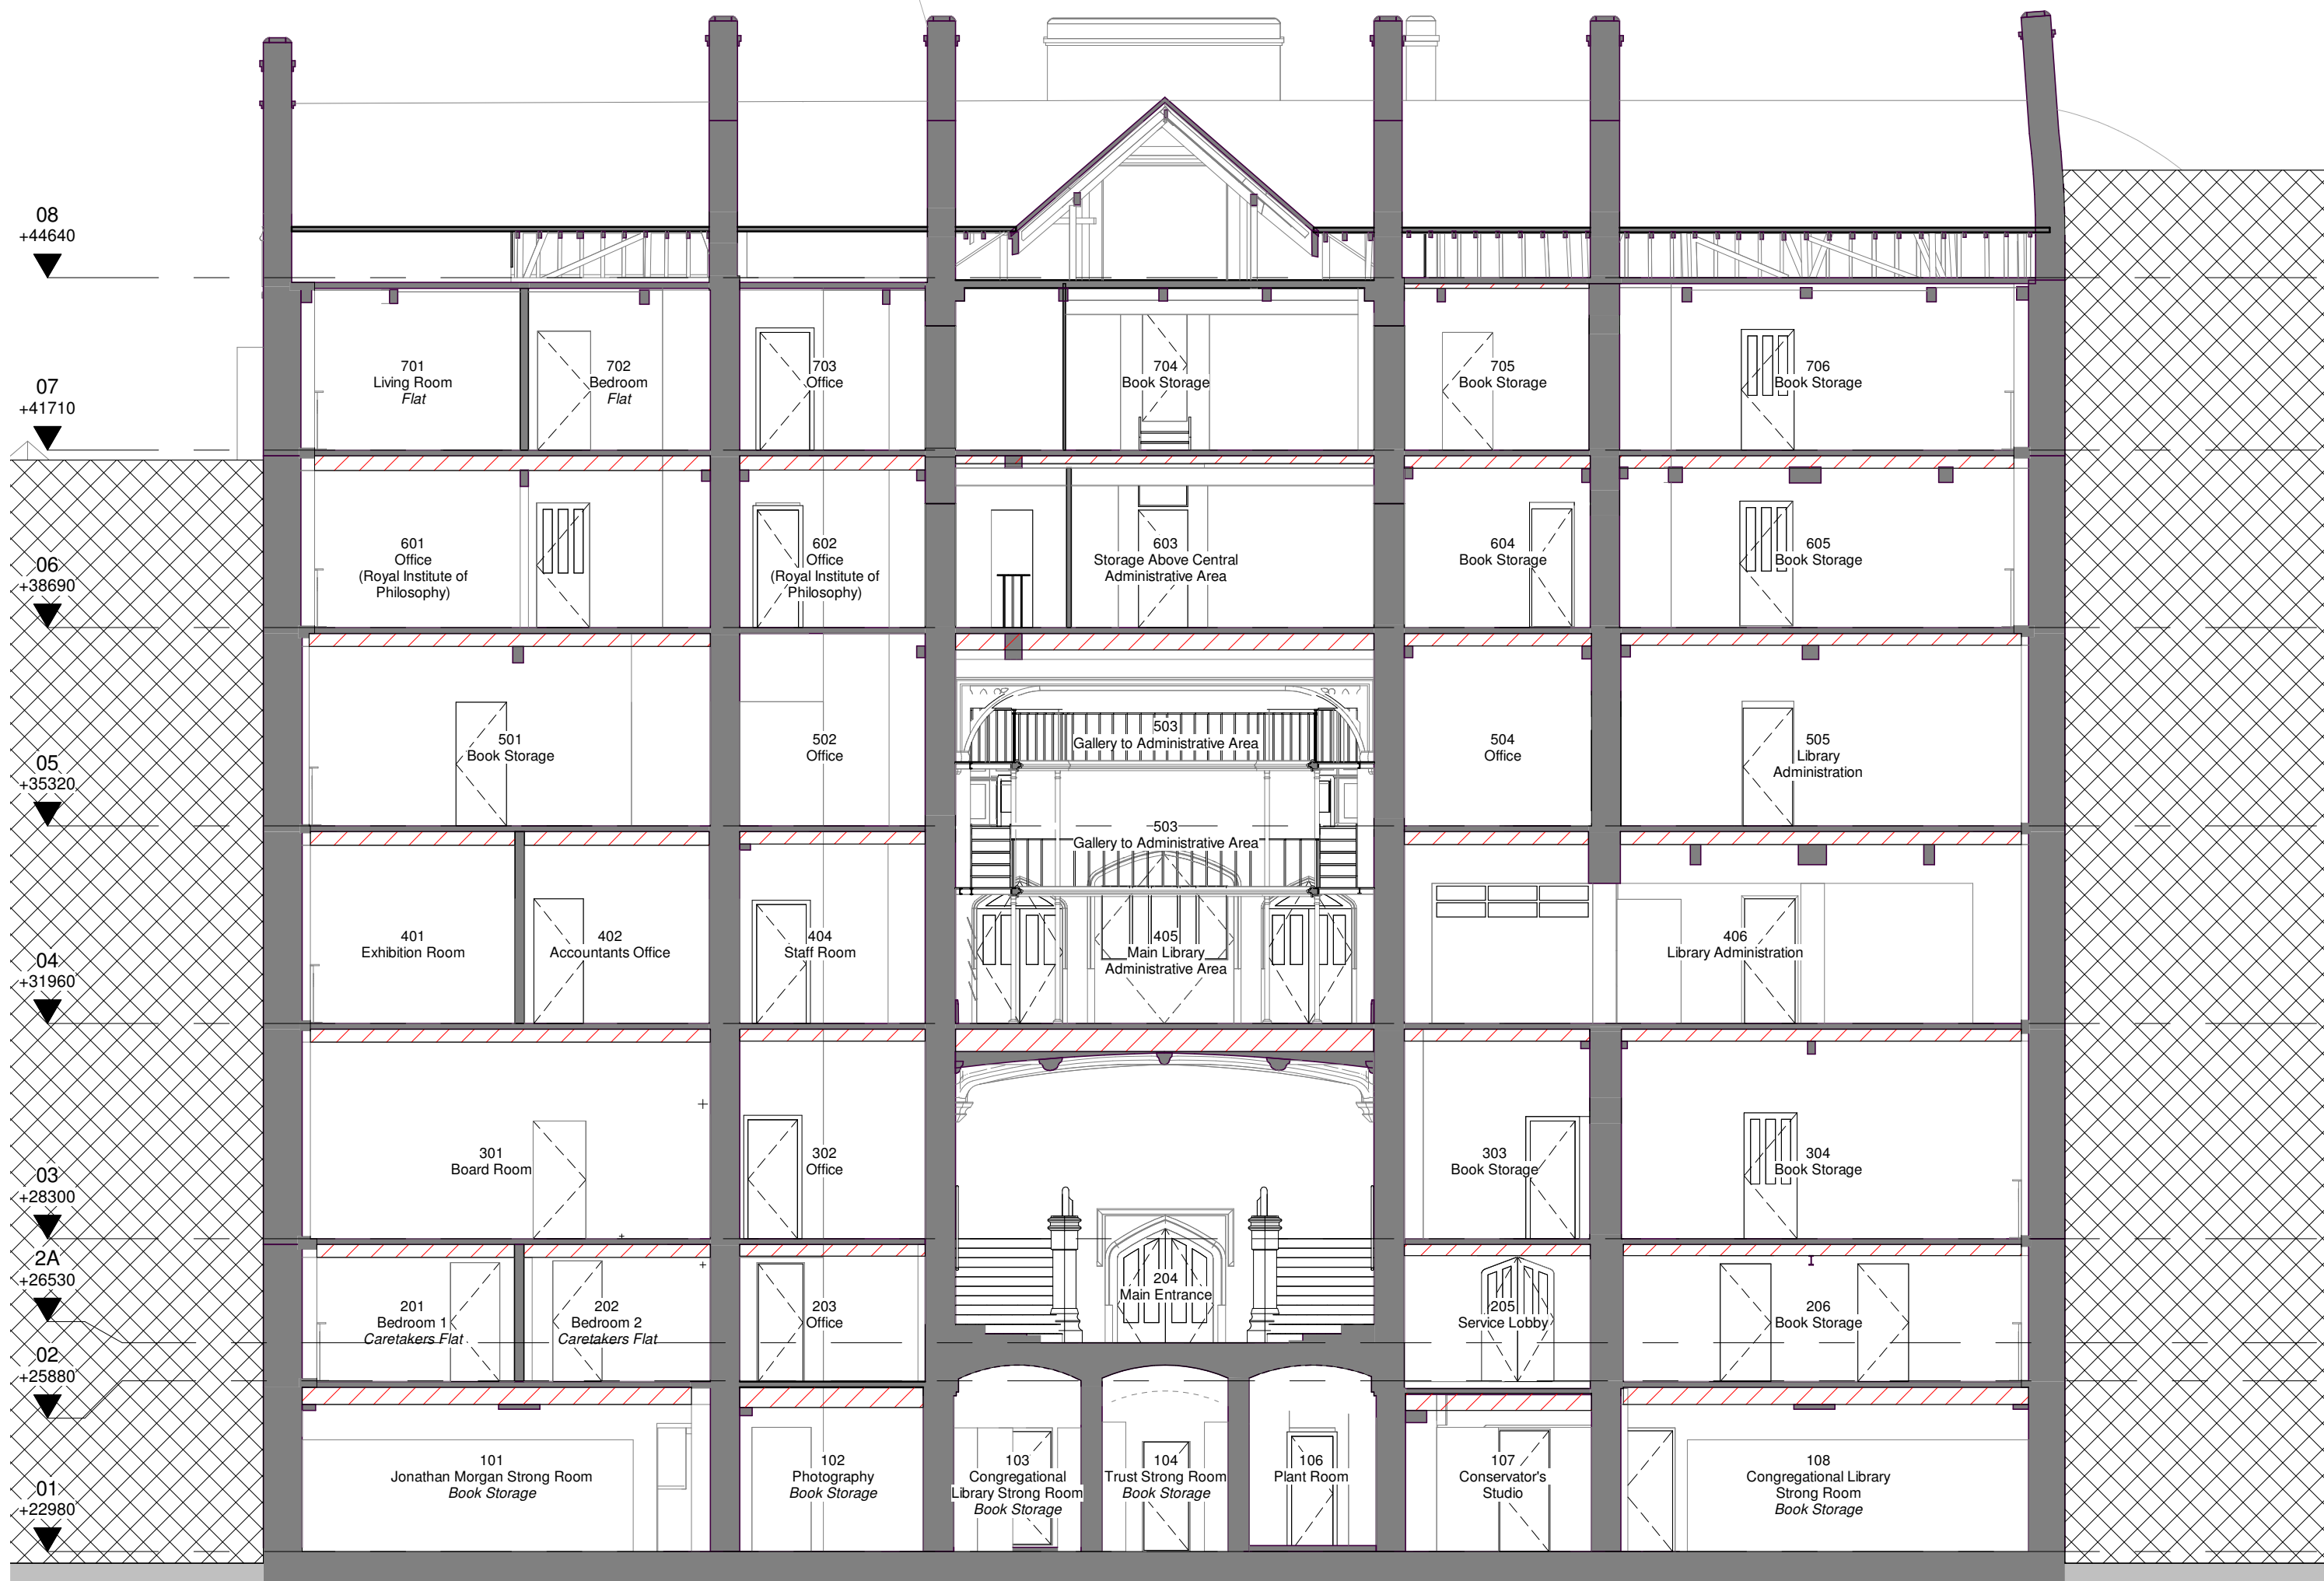 08
+44640
07
+41710
701
Living Room
Flat
702
Bedroom
Flat
703
Office
704
Book Storage
705
Book Storage
706
Book Storage
06
+38690
601
Office
(Royal Institute of
Philosophy)
602
Office
(Royal Institute of
Philosophy)
603
Storage Above Central
Administrative Area
604
Book Storage
605
Book Storage
05
+35320
501
Book Storage
502
Office
503
Gallery to Administrative Area
504
Office
505
Library
Administration
503
Gallery to Administrative Area
04
+31960
401
Exhibition Room
402
Accountants Office
404
Staff Room
405
Main Library
Administrative Area
406
Library Administration
03
+28300
301
Board Room
302
Office
303
Book Storage
304
Book Storage
2A
+26530
201
Bedroom 1
Caretakers Flat
202
Bedroom 2
Caretakers Flat
203
Office
204
Main Entrance
205
Service Lobby
206
Book Storage
02
+25880
01
+22980
101
Jonathan Morgan Strong Room
Book Storage
102
Photography
Book Storage
103
Congregational
Library Strong Room
Book Storage
104
Trust Strong Room
Book Storage
106
Plant Room
107
Conservator's
Studio
108
Congregational Library
Strong Room
Book Storage